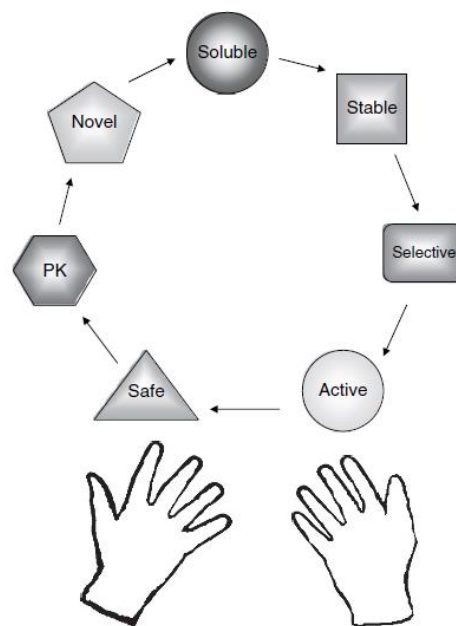 Soluble
Stable
Selective
Active
Safe
PK
Novel